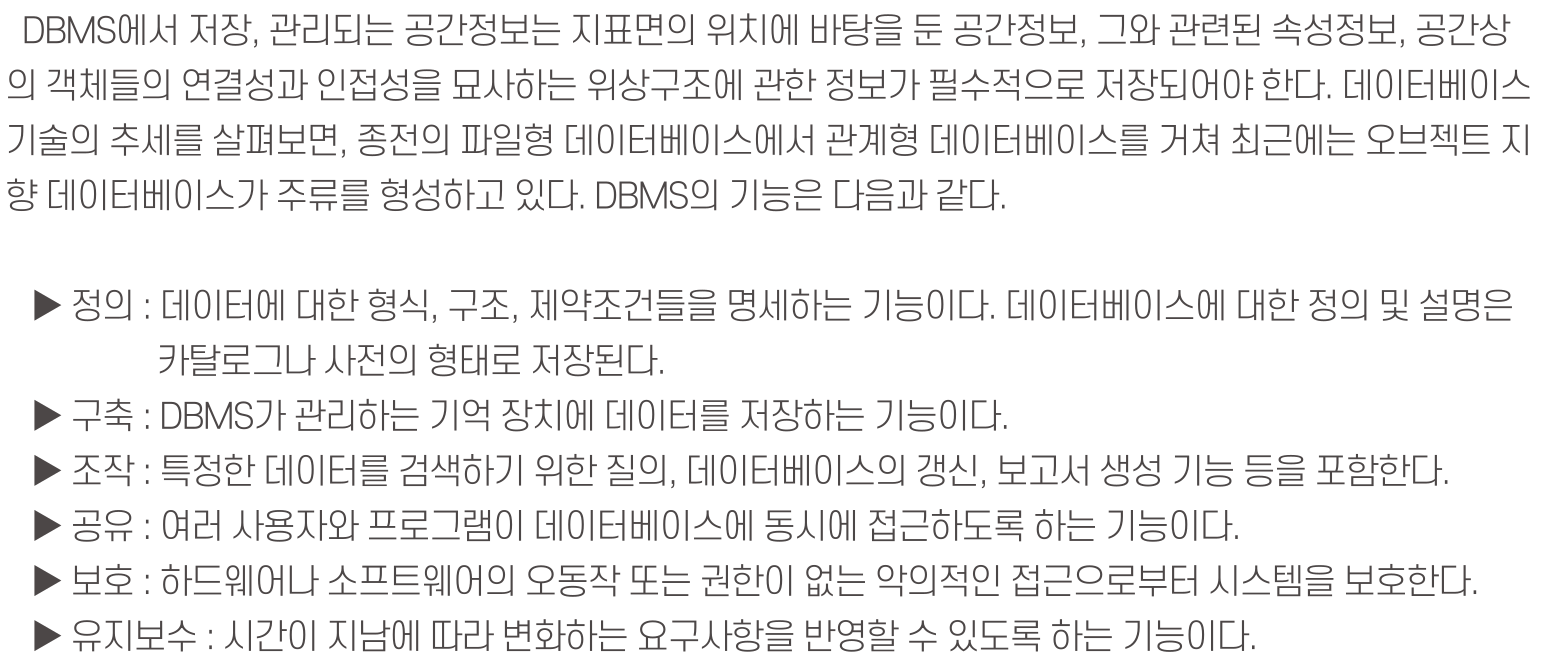 DBMS에서 저장, 관리되는 공간정보는 지표면의 위치에 바탕을 둔 공간정보, 그와 관련된 속성정보, 공간상
의 객체들의 연결성과 인접성을 묘사하는 위상구조에 관한 정보가 필수적으로 저장되어야 한다. 데이터베이스
기술의 추세를 살펴보면, 종전의 파일형 데이터베이스에서 관계형 데이터베이스를 거쳐 최근에는 오브젝트 지
향 데이터베이스가 주류를 형성하고 있다. DBMS의 기능은 다음과 같다.
▶ 정의 : 데이터에 대한 형식, 구조, 제약조건들을 명세하는 기능이다. 데이터베이스에 대한 정의 및 설명은
카탈로그나 사전의 형태로 저장된다.
▶ 구축 : DBMS가 관리하는 기억 장치에 데이터를 저장하는 기능이다.
▶ 조작 : 특정한 데이터를 검색하기 위한 질의, 데이터베이스의 갱신, 보고서 생성 기능 등을 포함한다.
▶ 공유 : 여러 사용자와 프로그램이 데이터베이스에 동시에 접근하도록 하는 기능이다.
▶ 보호 : 하드웨어나 소프트웨어의 오동작 또는 권한이 없는 악의적인 접근으로부터 시스템을 보호한다.
▶ 유지보수 : 시간이 지남에 따라 변화하는 요구사항을 반영할 수 있도록 하는 기능이다.